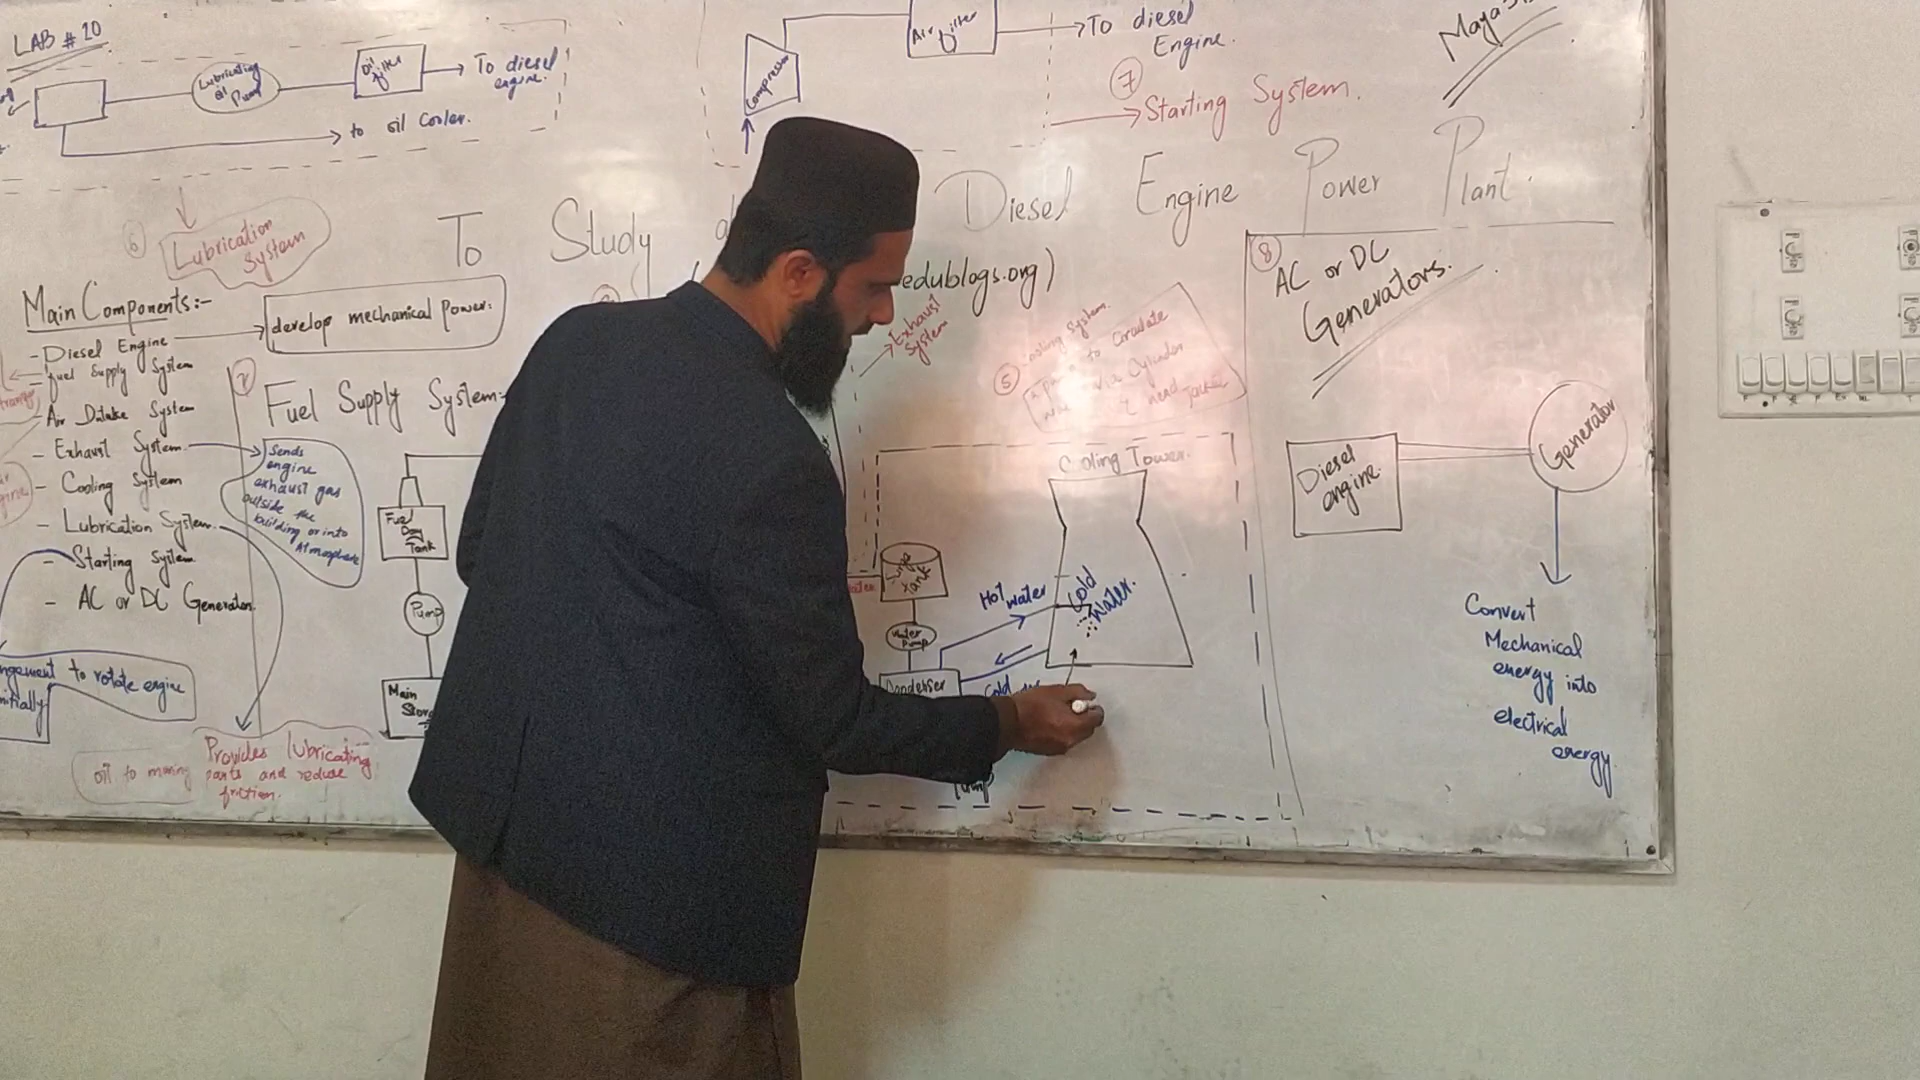 LAB # 10
Lubricating
oil
Pump
Oil
filter
To diesel
engine.
to oil Cooler.
Compressor
Air filter
To diesel
Engine.
7
Starting System.
6
Lubrication
System
To Study
Diesel Engine Power Plant.
edublogs.org)
Main Components:-
- Diesel Engine
develop mechanical power.
- fuel Supply System
- Air Intake System
- Exhaust System
- Cooling System
- Lubrication System.
- Starting System
- AC or DC Generators.
Sends
engine
exhaust gas
outside the
building or into
Atmosphere
ngement to rotate engine
initially
Provides lubricating
oil to moving parts and reduce
friction.
Fuel Supply System:-
Fuel
Day
Tank
Pump
Main
Exhaust
System
5
Cooling System.
to Circulate
via Cylinder
& head Jacket
Cooling Tower.
Tank
Water
Pump
Hot water
Cold
Water.
Condenser
Cold
8
AC or DC
Generators.
Diesel
engine.
Generator
Convert
Mechanical
energy into
electrical
energy.